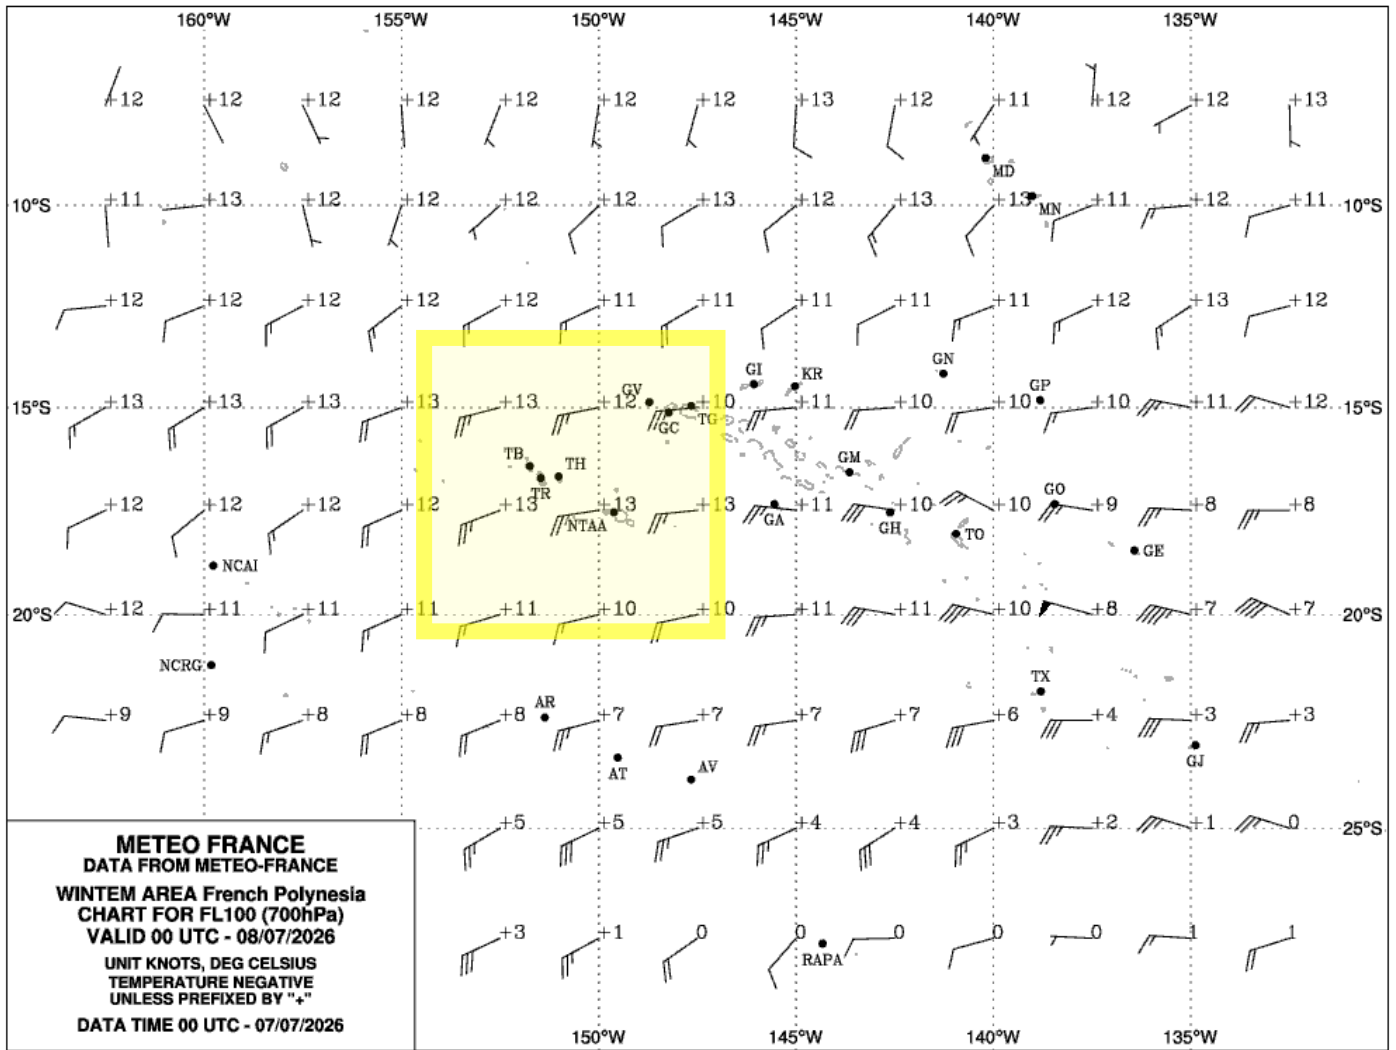 160°W 155°W 150°W 145°W 140°W 135°W
+12 +12 +12 +12 +12 +12 +12 +13 +12 +11 +12 +12 +13
MD
10°S +11 +13 +12 +12 +12 +12 +13 +12 +12 13 +11 +12 +11 10°S
MN
+12 +12 +12 +12 +12 +11 +11 +11 +11 +11 +12 +13 +12
GI KR GN GP
GV
15°S +13 +13 +13 +13 +13 +12 +10 +11 +10 +10 +10 +11 +12 15°S
GC TG
TB TH GM
TR GO
+12 +12 +12 +12 +13 +13 +13 +11 +10 +10 +9 +8 +8
NTAA GA GH TO
NCAI GE
20°S +12 +11 +11 +11 +11 +10 +10 +11 +11 +10 +8 +7 +7 20°S
NCRG TX
AR
+9 +9 +8 +8 +8 +7 +7 +7 +7 +6 +4 +3 +3
AT AV GJ
+5 +5 +5 +4 +4 +3 +2 +1 0 25°S
+3 +1 0 0 0 0 0 1 1
RAPA
METEO FRANCE
DATA FROM METEO-FRANCE
WINTEM AREA French Polynesia
CHART FOR FL100 (700hPa)
VALID 00 UTC - 08/07/2026
UNIT KNOTS, DEG CELSIUS
TEMPERATURE NEGATIVE
UNLESS PREFIXED BY "+"
DATA TIME 00 UTC - 07/07/2026
150°W 145°W 140°W 135°W